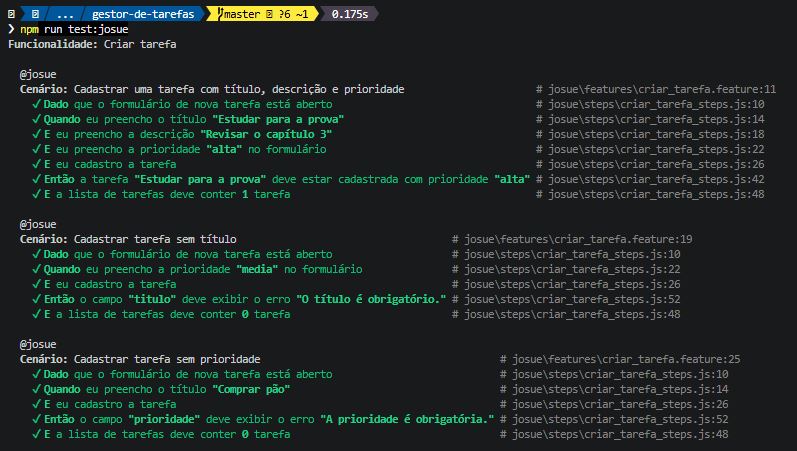 ... gestor-de-tarefas master ?6 ~1 0.175s
❯ npm run test:josue
Funcionalidade: Criar tarefa
@josue
Cenário: Cadastrar uma tarefa com título, descrição e prioridade # josue\features\criar_tarefa.feature:11
✓ Dado que o formulário de nova tarefa está aberto # josue\steps\criar_tarefa_steps.js:10
✓ Quando eu preencho o título "Estudar para a prova" # josue\steps\criar_tarefa_steps.js:14
✓ E eu preencho a descrição "Revisar o capítulo 3" # josue\steps\criar_tarefa_steps.js:18
✓ E eu preencho a prioridade "alta" no formulário # josue\steps\criar_tarefa_steps.js:22
✓ E eu cadastro a tarefa # josue\steps\criar_tarefa_steps.js:26
✓ Então a tarefa "Estudar para a prova" deve estar cadastrada com prioridade "alta" # josue\steps\criar_tarefa_steps.js:42
✓ E a lista de tarefas deve conter 1 tarefa # josue\steps\criar_tarefa_steps.js:48
@josue
Cenário: Cadastrar tarefa sem título # josue\features\criar_tarefa.feature:19
✓ Dado que o formulário de nova tarefa está aberto # josue\steps\criar_tarefa_steps.js:10
✓ Quando eu preencho a prioridade "media" no formulário # josue\steps\criar_tarefa_steps.js:22
✓ E eu cadastro a tarefa # josue\steps\criar_tarefa_steps.js:26
✓ Então o campo "titulo" deve exibir o erro "O título é obrigatório." # josue\steps\criar_tarefa_steps.js:52
✓ E a lista de tarefas deve conter 0 tarefa # josue\steps\criar_tarefa_steps.js:48
@josue
Cenário: Cadastrar tarefa sem prioridade # josue\features\criar_tarefa.feature:25
✓ Dado que o formulário de nova tarefa está aberto # josue\steps\criar_tarefa_steps.js:10
✓ Quando eu preencho o título "Comprar pão" # josue\steps\criar_tarefa_steps.js:14
✓ E eu cadastro a tarefa # josue\steps\criar_tarefa_steps.js:26
✓ Então o campo "prioridade" deve exibir o erro "A prioridade é obrigatória." # josue\steps\criar_tarefa_steps.js:52
✓ E a lista de tarefas deve conter 0 tarefa # josue\steps\criar_tarefa_steps.js:48